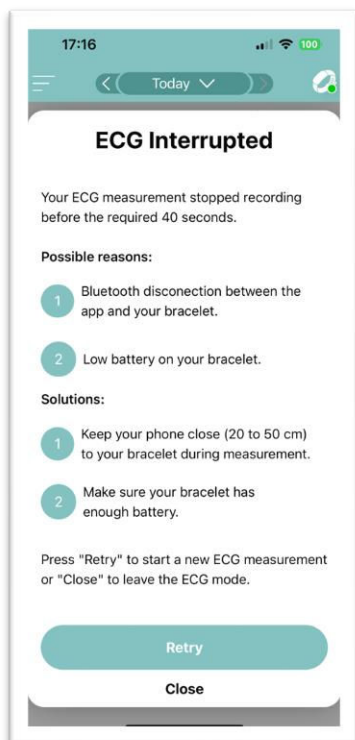 17:16
100
Today
ECG Interrupted
Your ECG measurement stopped recording
before the required 40 seconds.
Possible reasons:
1
Bluetooth disconection between the
app and your bracelet.
2
Low battery on your bracelet.
Solutions:
1
Keep your phone close (20 to 50 cm)
to your bracelet during measurement.
2
Make sure your bracelet has
enough battery.
Press "Retry" to start a new ECG measurement
or "Close" to leave the ECG mode.
Retry
Close